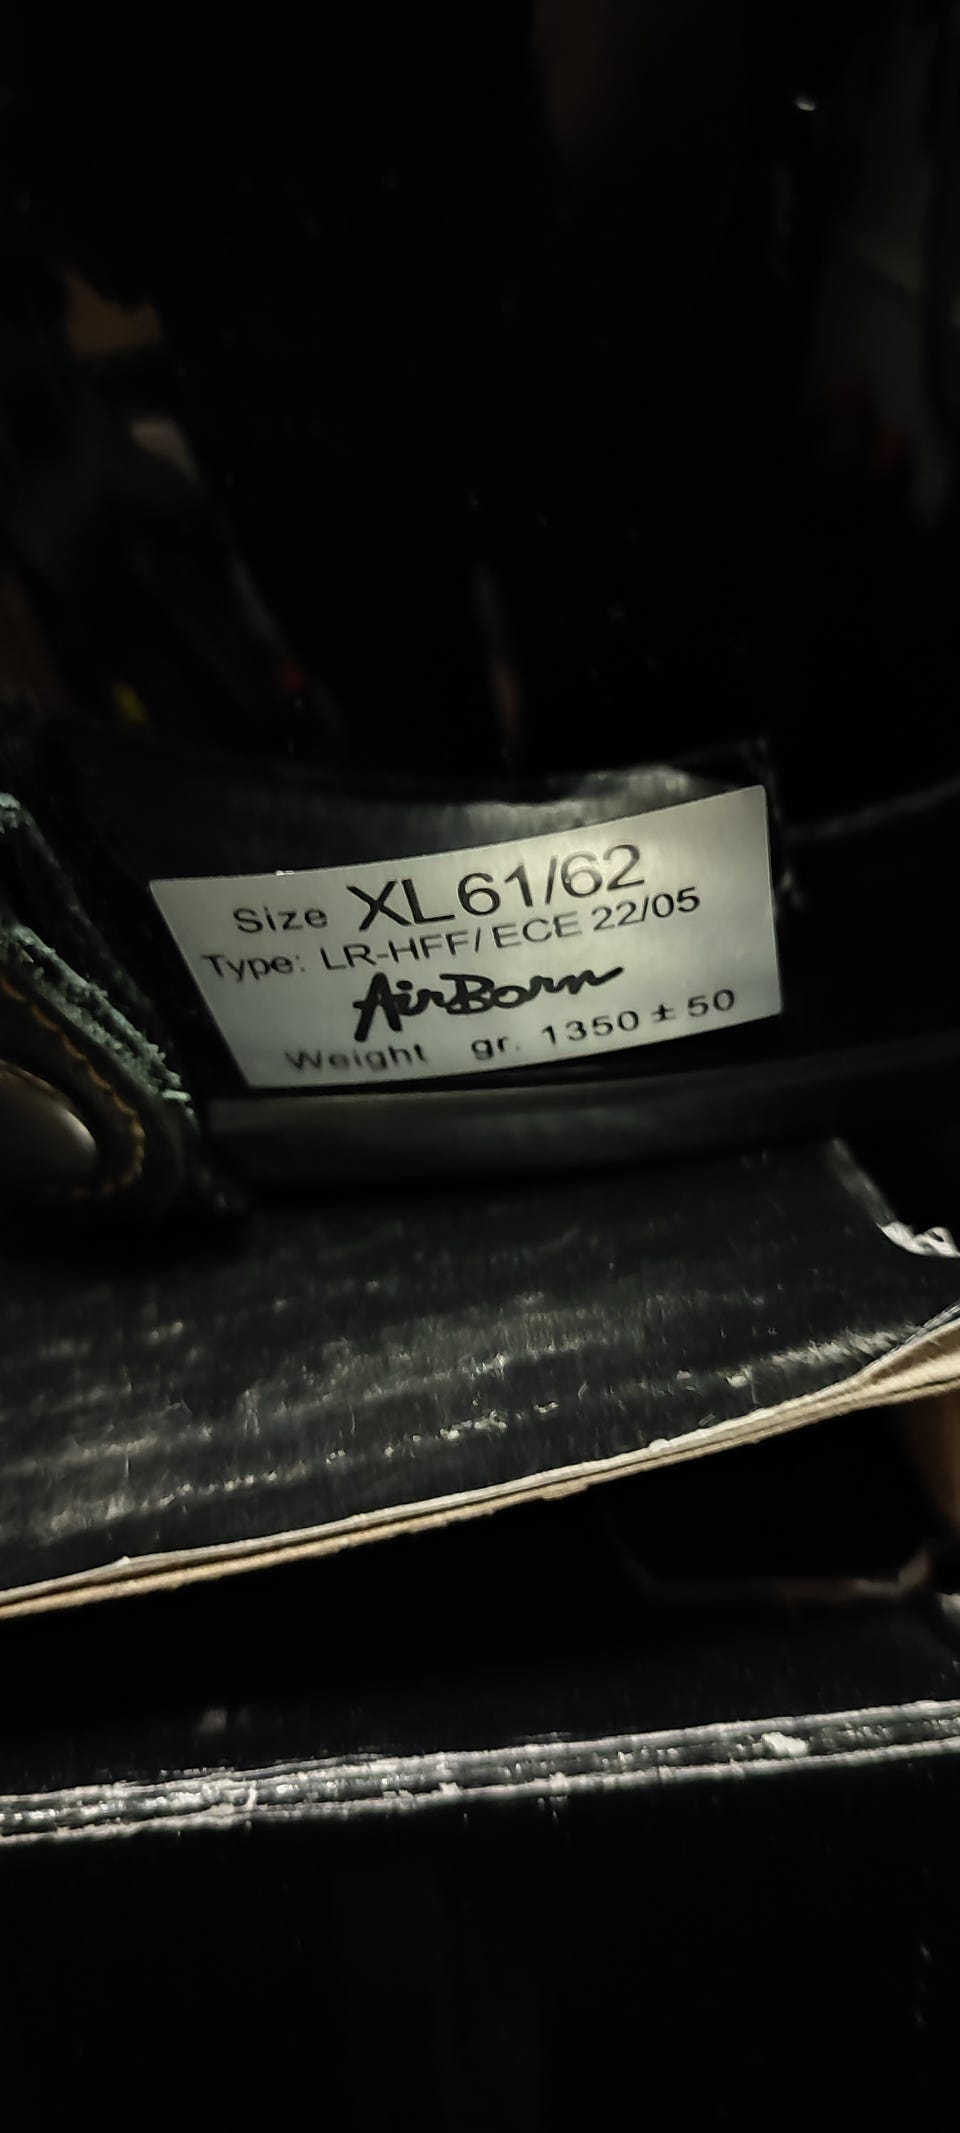 Size XL 61/62
Type: LR-HFF/ ECE 22/05
AirBorn
Weight gr. 1350 ± 50